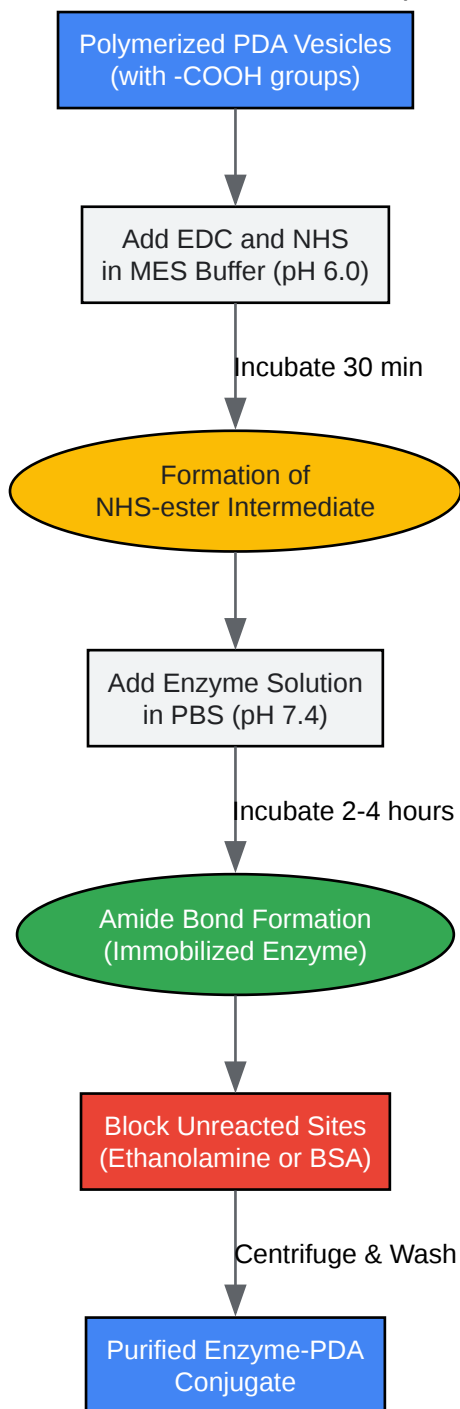 Polymerized PDA Vesicles
(with -COOH groups)
Add EDC and NHS
in MES Buffer (pH 6.0)
Incubate 30 min
Formation of
NHS-ester Intermediate
Add Enzyme Solution
in PBS (pH 7.4)
Incubate 2-4 hours
Amide Bond Formation
(Immobilized Enzyme)
Block Unreacted Sites
(Ethanolamine or BSA)
Centrifuge & Wash
Purified Enzyme-PDA
Conjugate